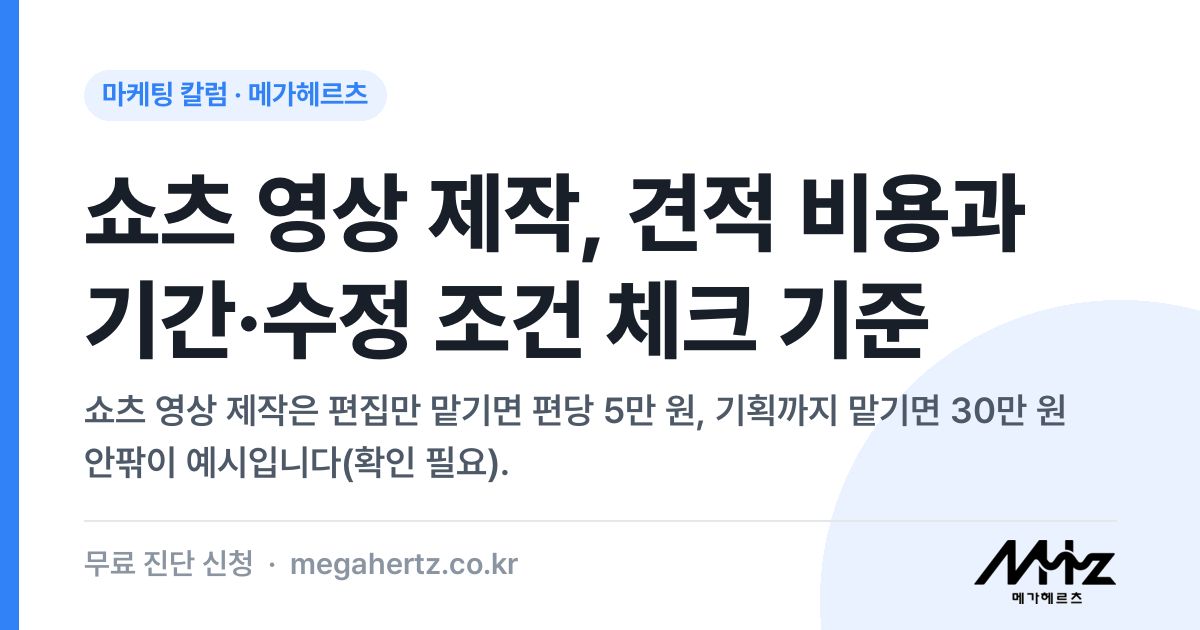 마케팅 칼럼 · 메가헤르츠
쇼츠 영상 제작, 견적 비용과
기간·수정 조건 체크 기준
쇼츠 영상 제작은 편집만 맡기면 편당 5만 원, 기획까지 맡기면 30만 원
안팎이 예시입니다(확인 필요).
무료 진단 신청 · megahertz.co.kr
MHz
메가헤르츠